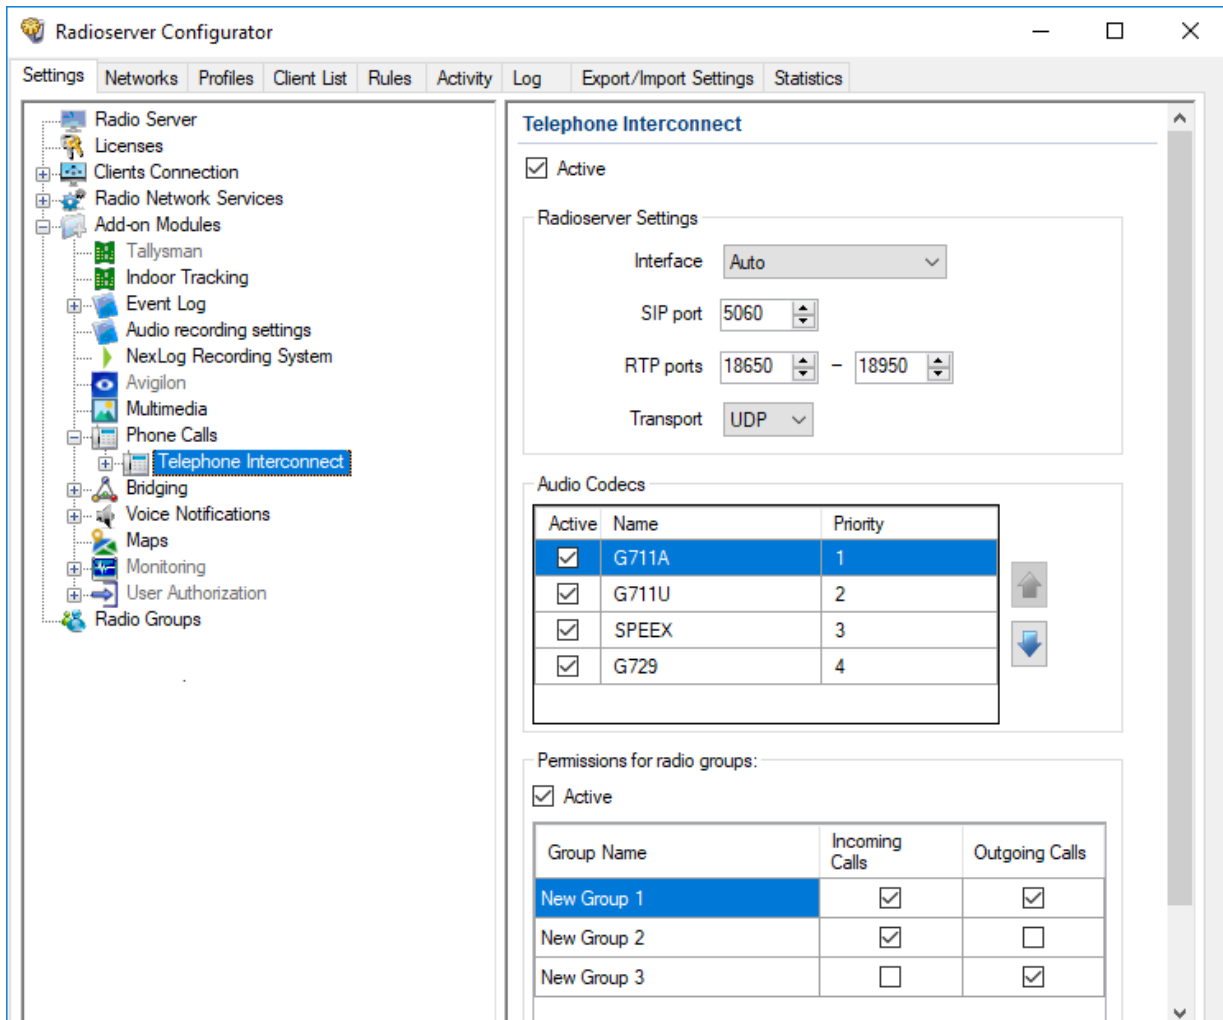 Radioserver Configurator
Settings Networks Profiles Client List Rules Activity Log Export/Import Settings Statistics
Radio Server
Licenses
Clients Connection
Radio Network Services
Add-on Modules
Tallysman
Indoor Tracking
Event Log
Audio recording settings
NexLog Recording System
Avigilon
Multimedia
Phone Calls
Telephone Interconnect
Bridging
Voice Notifications
Maps
Monitoring
User Authorization
Radio Groups
Telephone Interconnect
Active
Radioserver Settings
Interface Auto
SIP port 5060
RTP ports 18650 – 18950
Transport UDP
Audio Codecs
Active Name Priority
G711A 1
G711U 2
SPEEX 3
G729 4
Permissions for radio groups:
Active
Group Name Incoming Calls Outgoing Calls
New Group 1
New Group 2
New Group 3